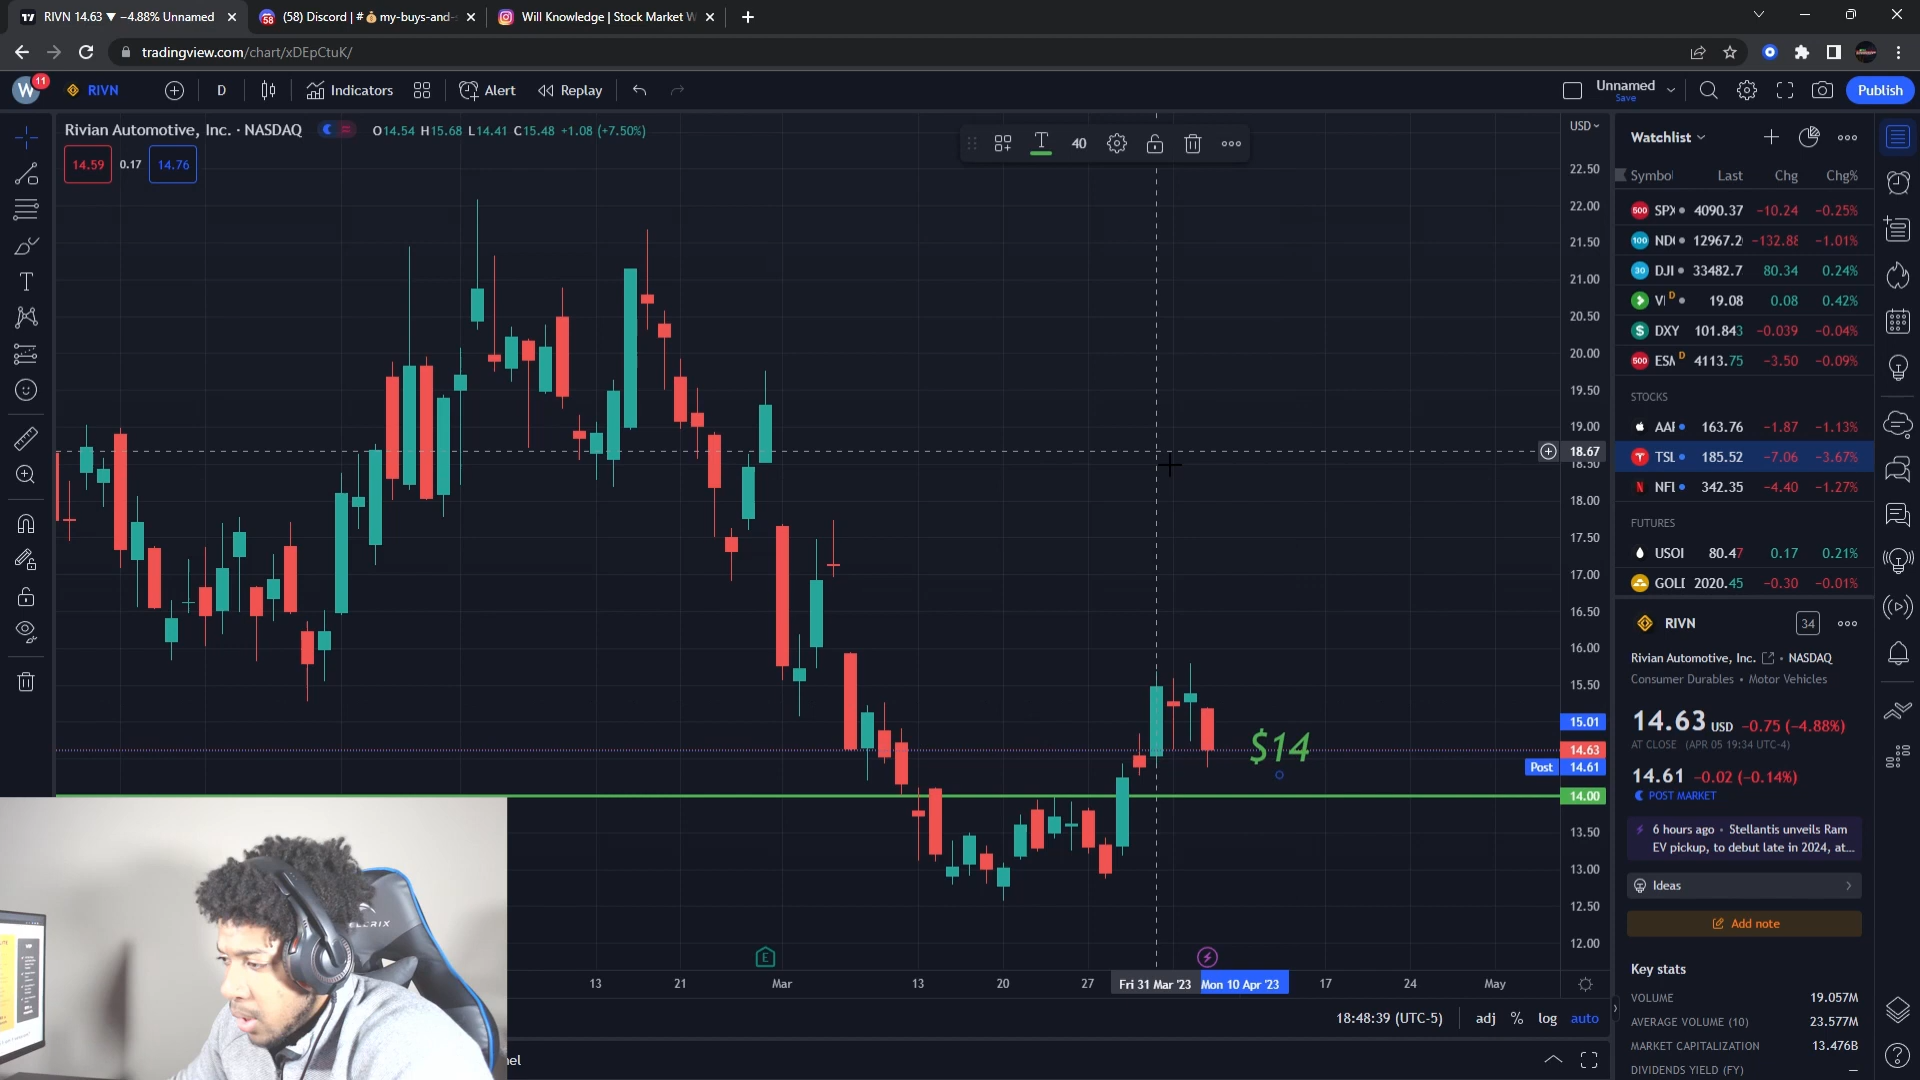 RIVN 14.63 ▼ −4.88% Unnamed
(58) Discord | # my-buys-and-s
Will Knowledge | Stock Market W
tradingview.com/chart/xDEpCtuK/
W 11 RIVN D Indicators Alert Replay Unnamed Save Publish
Rivian Automotive, Inc. · NASDAQ O14.54 H15.68 L14.41 C15.48 +1.08 (+7.50%)
14.59 0.17 14.76
40
USD
22.50
22.00
21.50
21.00
20.50
20.00
19.50
19.00
18.67
18.50
18.00
17.50
17.00
16.50
16.00
15.50
15.01
14.63
Post 14.61
14.00
13.50
13.00
12.50
12.00
$14
E
13 21 Mar 13 20 27 Fri 31 Mar '23 Mon 10 Apr '23 17 24 May
18:48:39 (UTC-5) adj % log auto
nel
Watchlist
Symbol Last Chg Chg%
500 SPX 4090.37 −10.24 −0.25%
100 NDX 12967.2 −132.88 −1.01%
30 DJI 33482.7 80.34 0.24%
VI D 19.08 0.08 0.42%
DXY 101.843 −0.039 −0.04%
500 ESM D 4113.75 −3.50 −0.09%
STOCKS
AAP 163.76 −1.87 −1.13%
TSL 185.52 −7.06 −3.67%
NFL 342.35 −4.40 −1.27%
FUTURES
USOI 80.47 0.17 0.21%
GOLD 2020.45 −0.30 −0.01%
RIVN 34
Rivian Automotive, Inc. • NASDAQ
Consumer Durables • Motor Vehicles
14.63 USD −0.75 (−4.88%)
AT CLOSE (APR 05 19:34 UTC-4)
14.61 −0.02 (−0.14%)
POST MARKET
6 hours ago • Stellantis unveils Ram
EV pickup, to debut late in 2024, at...
Ideas
Add note
Key stats
VOLUME 19.057M
AVERAGE VOLUME (10) 23.577M
MARKET CAPITALIZATION 13.476B
DIVIDENDS YIELD (FY) —